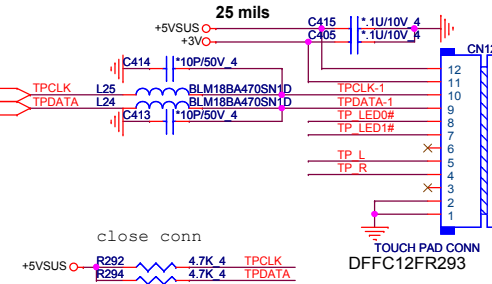 25 mils
+5VSUS C415 *.1U/10V_4
+3V C405 *.1U/10V_4
CN12
C414 *10P/50V_4
TPCLK L25 BLM18BA470SN1D TPCLK-1
TPDATA L24 BLM18BA470SN1D TPDATA-1
C413 *10P/50V_4
TP_LED0#
TP_LED1#
TP_L
TP_R
12
11
10
9
8
7
6
5
4
3
2
1
TOUCH PAD CONN
DFFC12FR293
close conn
+5VSUS R292 4.7K_4 TPCLK
R294 4.7K_4 TPDATA